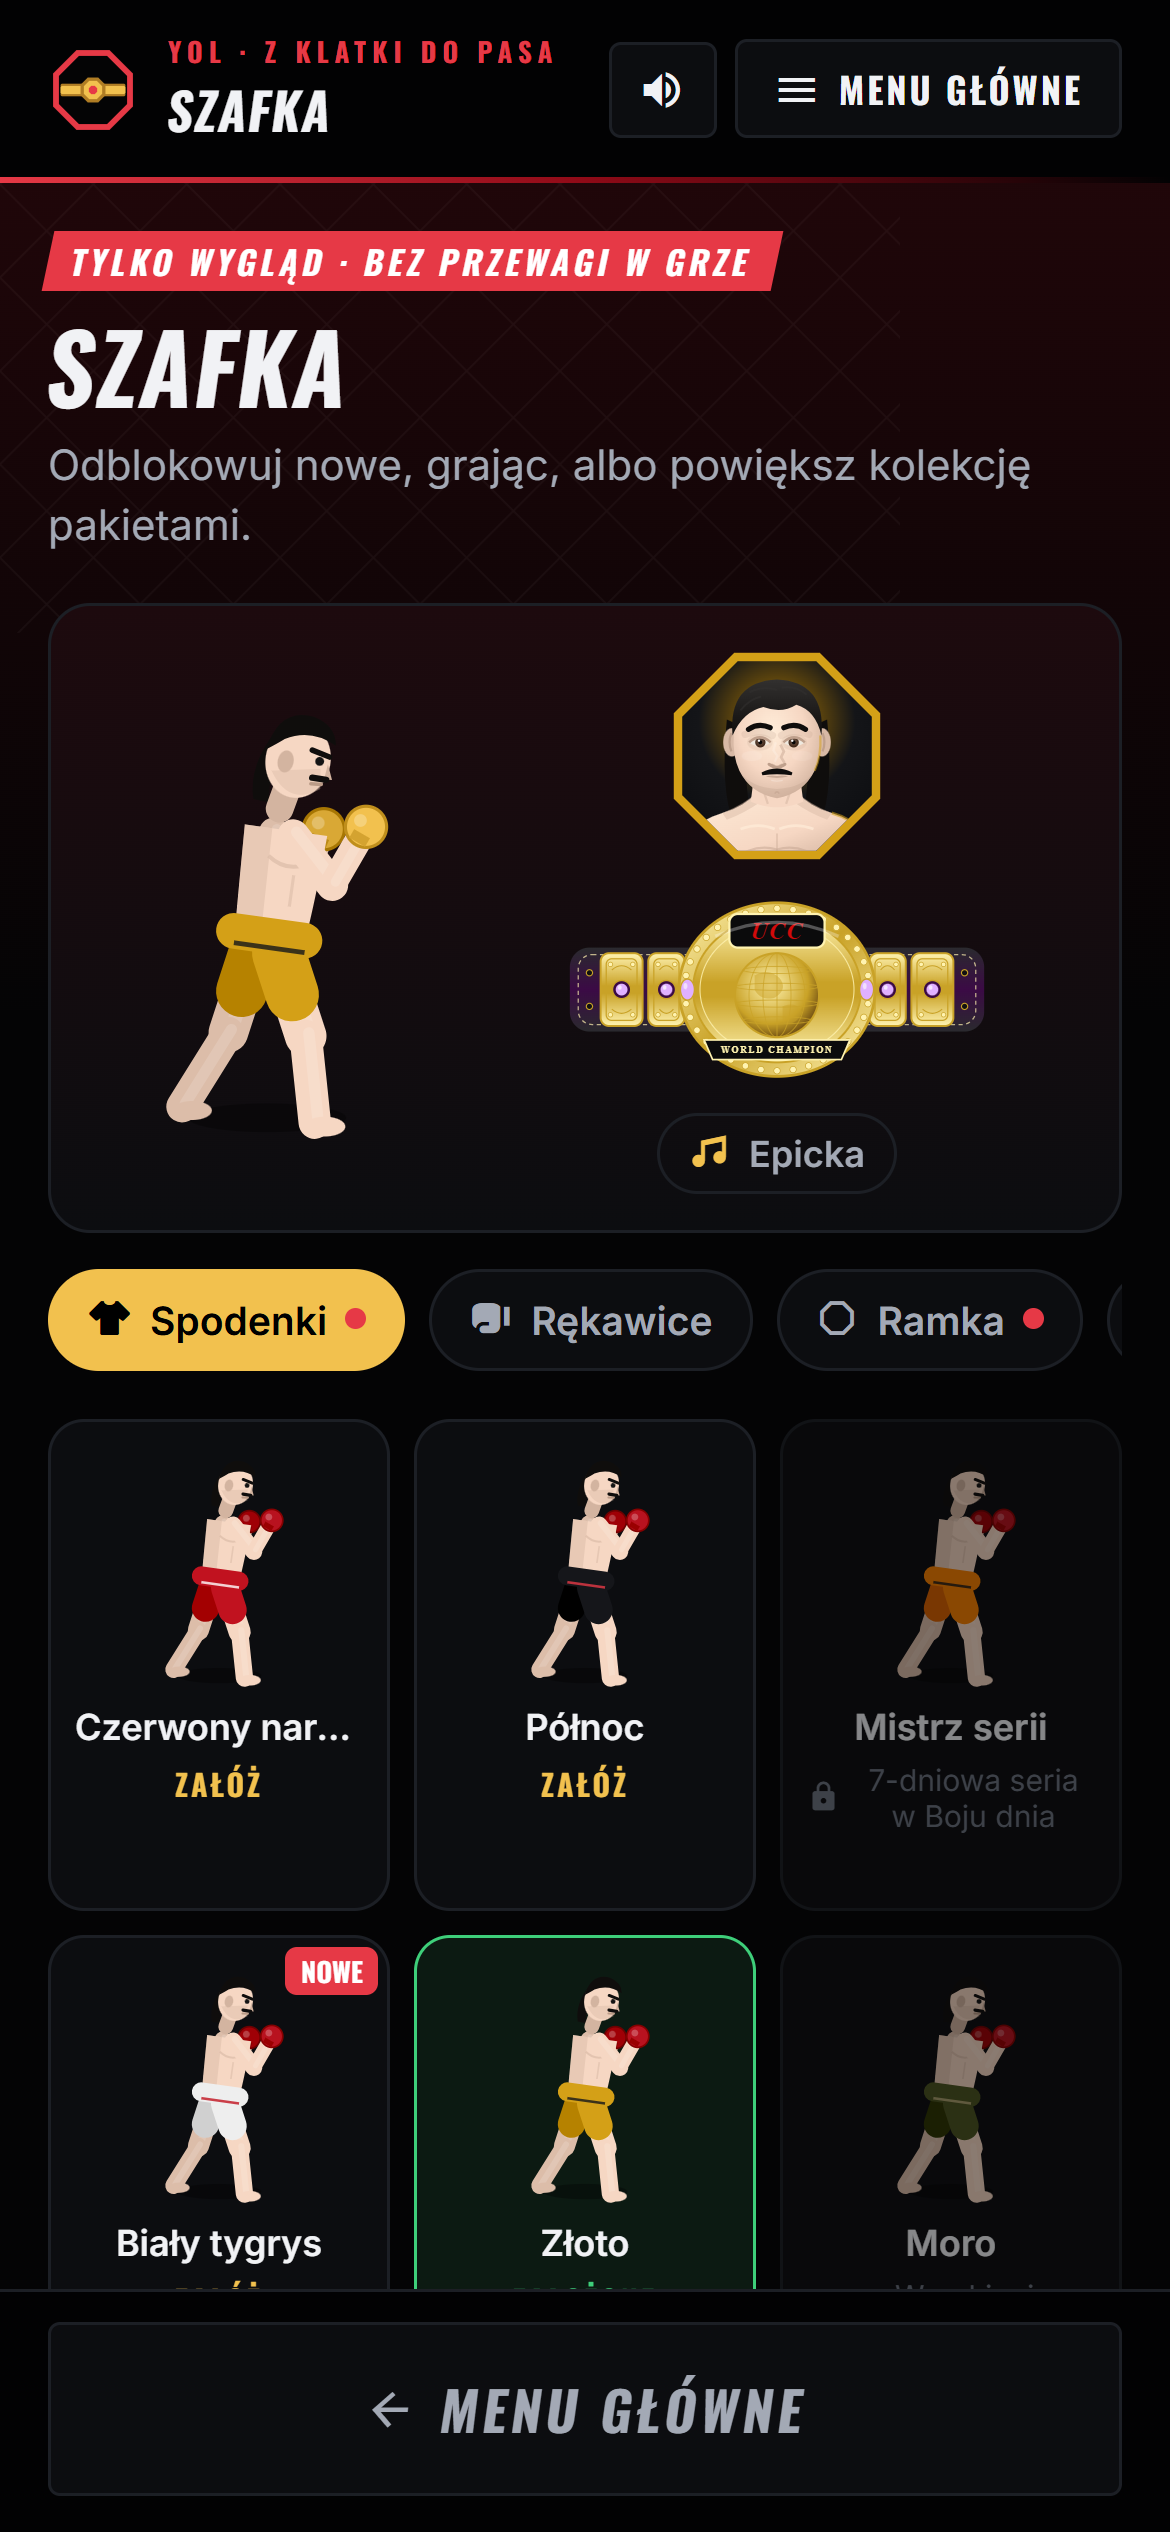 YOL · Z KLATKI DO PASA
SZAFKA
MENU GŁÓWNE
TYLKO WYGLĄD · BEZ PRZEWAGI W GRZE
SZAFKA
Odblokowuj nowe, grając, albo powiększ kolekcję
pakietami.
UCC
WORLD CHAMPION
Epicka
Spodenki
Rękawice
Ramka
Czerwony nar...
ZAŁÓŻ
Północ
ZAŁÓŻ
Mistrz serii
7-dniowa seria
w Boju dnia
NOWE
Biały tygrys
Złoto
Moro
MENU GŁÓWNE